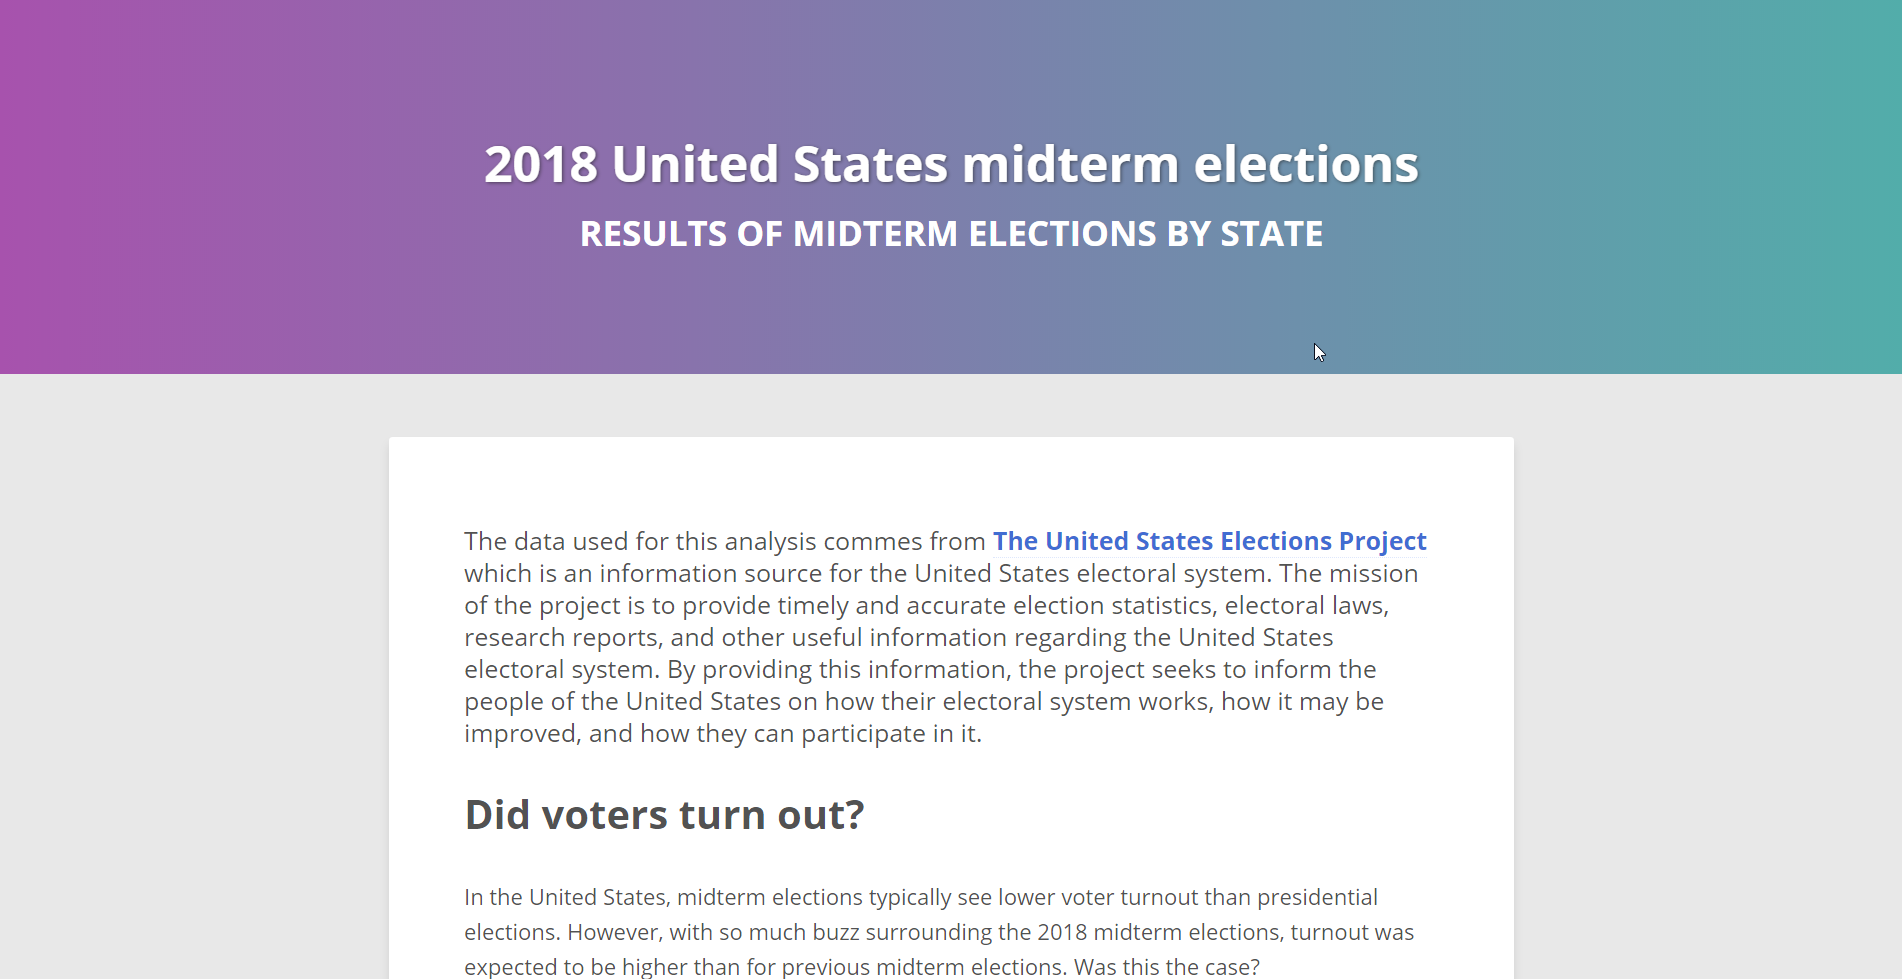 2018 United States midterm elections
RESULTS OF MIDTERM ELECTIONS BY STATE
The data used for this analysis commes from The United States Elections Project
which is an information source for the United States electoral system. The mission
of the project is to provide timely and accurate election statistics, electoral laws,
research reports, and other useful information regarding the United States
electoral system. By providing this information, the project seeks to inform the
people of the United States on how their electoral system works, how it may be
improved, and how they can participate in it.
Did voters turn out?
In the United States, midterm elections typically see lower voter turnout than presidential
elections. However, with so much buzz surrounding the 2018 midterm elections, turnout was
expected to be higher than for previous midterm elections. Was this the case?